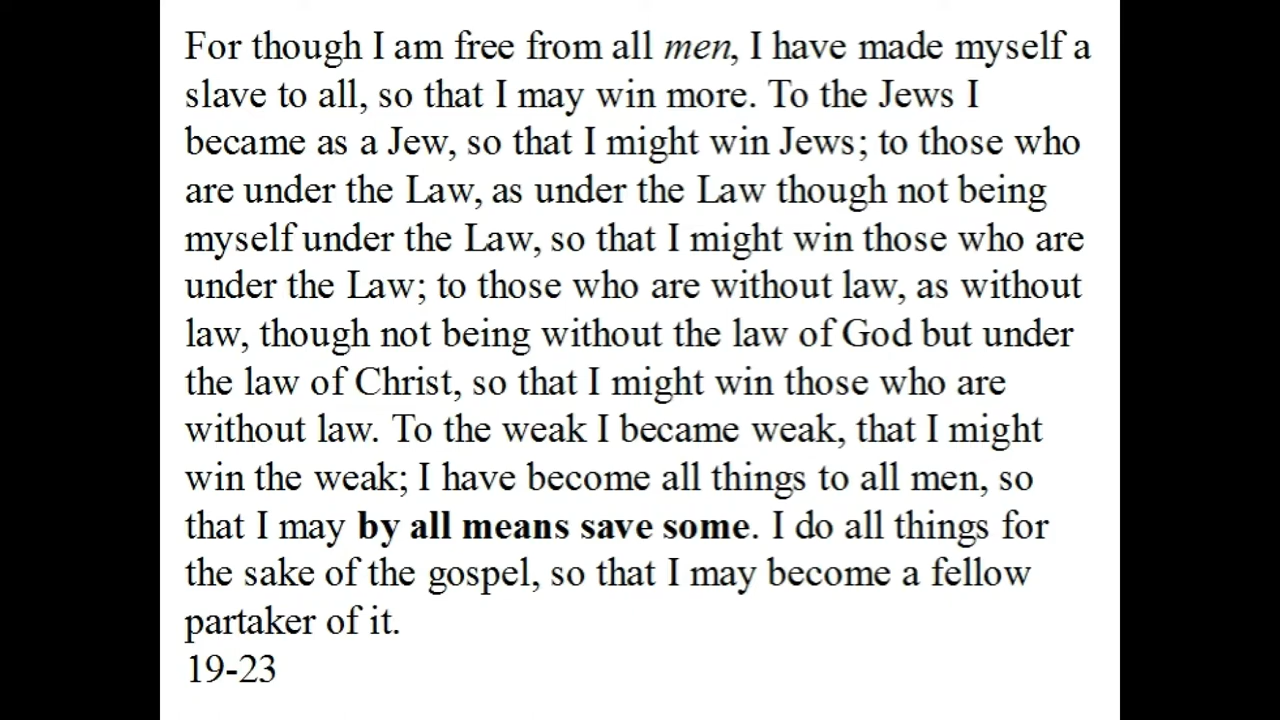 For though I am free from all men, I have made myself a
slave to all, so that I may win more. To the Jews I
became as a Jew, so that I might win Jews; to those who
are under the Law, as under the Law though not being
myself under the Law, so that I might win those who are
under the Law; to those who are without law, as without
law, though not being without the law of God but under
the law of Christ, so that I might win those who are
without law. To the weak I became weak, that I might
win the weak; I have become all things to all men, so
that I may by all means save some. I do all things for
the sake of the gospel, so that I may become a fellow
partaker of it.
19-23